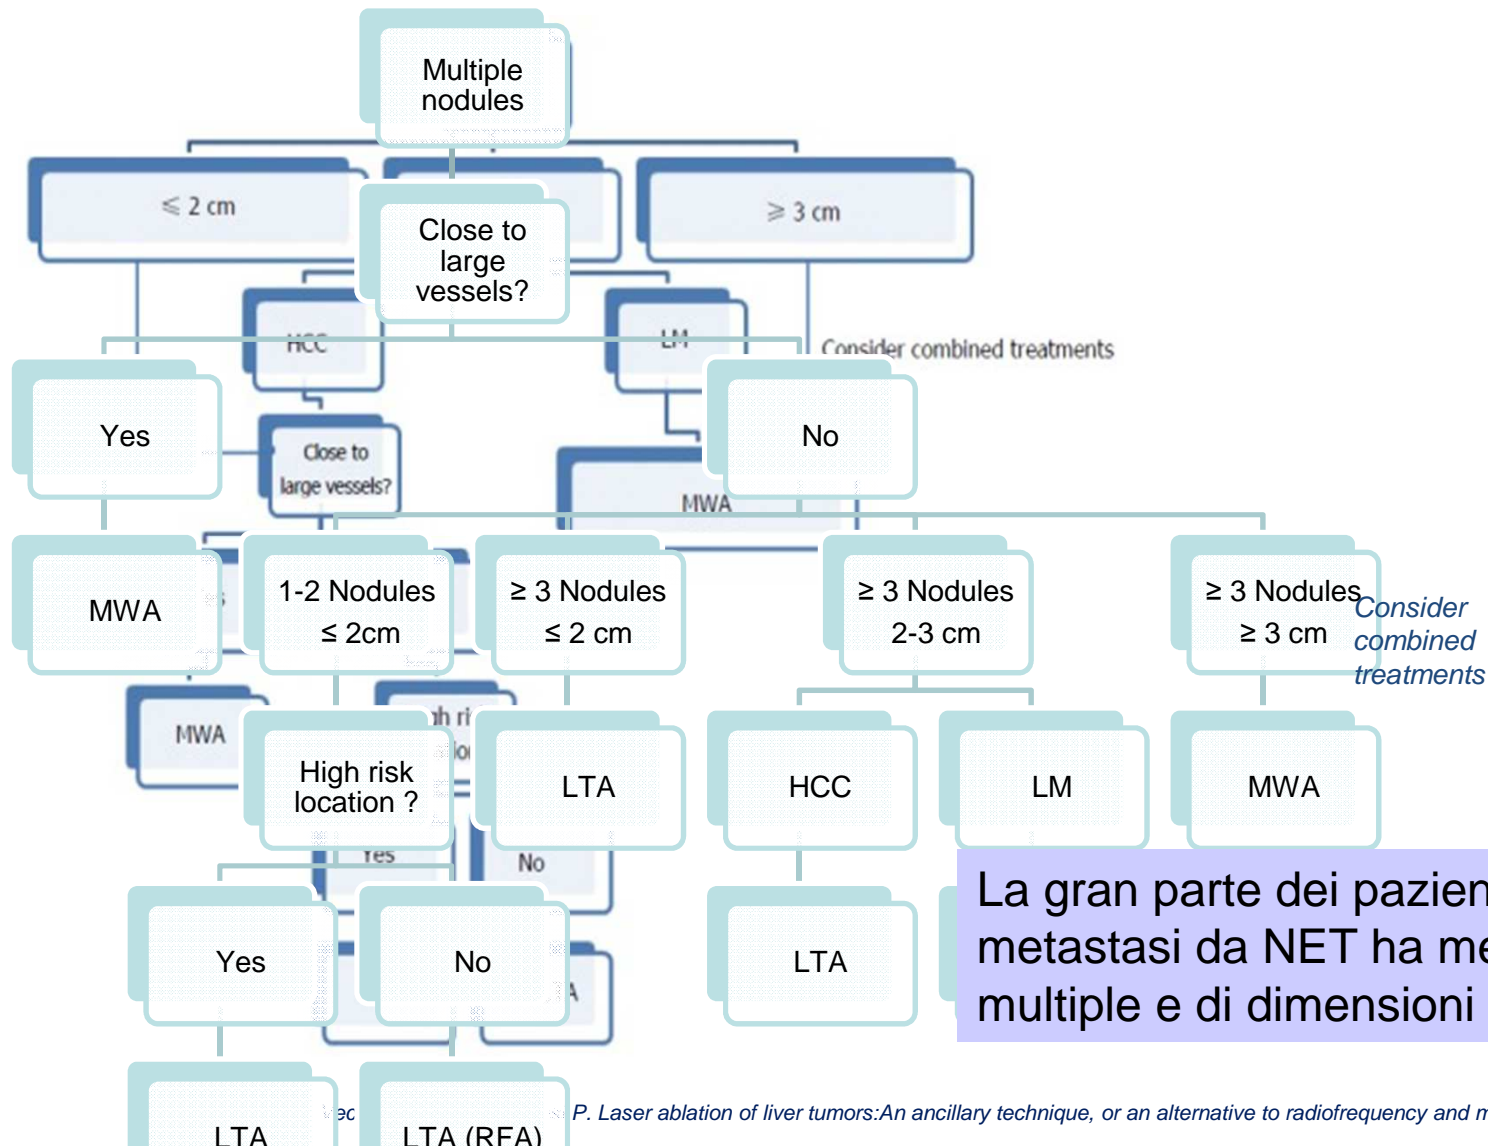 Multiple
nodules
≤ 2 cm
≥ 3 cm
Close to
large
vessels?
HCC
LM
Consider combined treatments
Yes
No
Close to
large vessels?
MWA
MWA
1-2 Nodules
≤ 2cm
≥ 3 Nodules
≤ 2 cm
≥ 3 Nodules
2-3 cm
≥ 3 Nodules
≥ 3 cm
Consider
combined
treatments
MWA
High risk
location ?
LTA
HCC
LM
MWA
Yes
No
Yes
No
LTA
La gran parte dei
metastasi da NET ha
multiple e di dimensioni
LTA
LTA (RFA)
P. Laser ablation of liver tumors:An ancillary technique, or an alternative to radiofrequency and